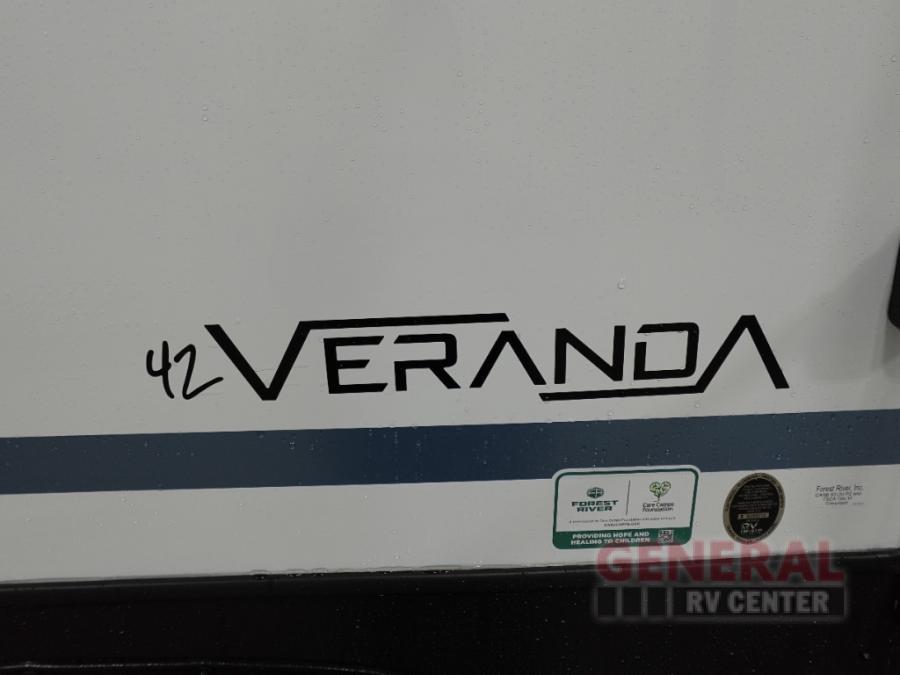 42 VERANDA
FOREST RIVER
Care Camps Foundation
PROVIDING HOPE AND
HEALING TO CHILDREN
Forest River, Inc.
RV
GENERAL
RV CENTER